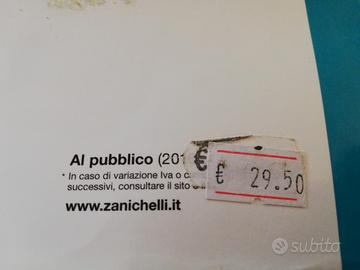 Al pubblico (201
€ 29.50
* In caso di variazione Iva o c
successivi, consultare il sito o
www.zanichelli.it
subito